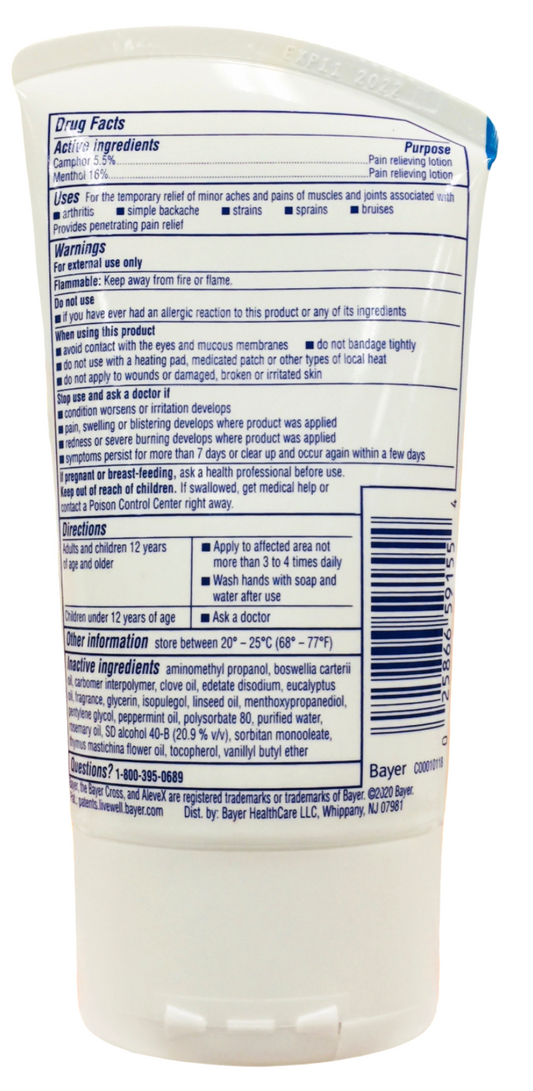 EXP11 2022
Drug Facts
Active ingredients Purpose
Camphor 5.5%..........Pain relieving lotion
Menthol 16%..........Pain relieving lotion
Uses For the temporary relief of minor aches and pains of muscles and joints associated with
■ arthritis ■ simple backache ■ strains ■ sprains ■ bruises
Provides penetrating pain relief
Warnings
For external use only
Flammable: Keep away from fire or flame.
Do not use
■ if you have ever had an allergic reaction to this product or any of its ingredients
When using this product
■ avoid contact with the eyes and mucous membranes ■ do not bandage tightly
■ do not use with a heating pad, medicated patch or other types of local heat
■ do not apply to wounds or damaged, broken or irritated skin
Stop use and ask a doctor if
■ condition worsens or irritation develops
■ pain, swelling or blistering develops where product was applied
■ redness or severe burning develops where product was applied
■ symptoms persist for more than 7 days or clear up and occur again within a few days
If pregnant or breast-feeding, ask a health professional before use.
Keep out of reach of children. If swallowed, get medical help or
contact a Poison Control Center right away.
Directions
Adults and children 12 years
of age and older
■ Apply to affected area not
more than 3 to 4 times daily
■ Wash hands with soap and
water after use
Children under 12 years of age ■ Ask a doctor
Other information store between 20° – 25°C (68° – 77°F)
Inactive ingredients aminomethyl propanol, boswellia carterii
oil, carbomer interpolymer, clove oil, edetate disodium, eucalyptus
oil, fragrance, glycerin, isopulegol, linseed oil, menthoxypropanediol,
pentylene glycol, peppermint oil, polysorbate 80, purified water,
rosemary oil, SD alcohol 40-B (20.9 % v/v), sorbitan monooleate,
thymus mastichina flower oil, tocopherol, vanillyl butyl ether
Questions? 1-800-395-0689
Bayer, the Bayer Cross, and AleveX are registered trademarks or trademarks of Bayer. ©2020 Bayer.
Pat. patents.livewell.bayer.com Dist. by: Bayer HealthCare LLC, Whippany, NJ 07981
0 25866 59155 4
Bayer C00010118